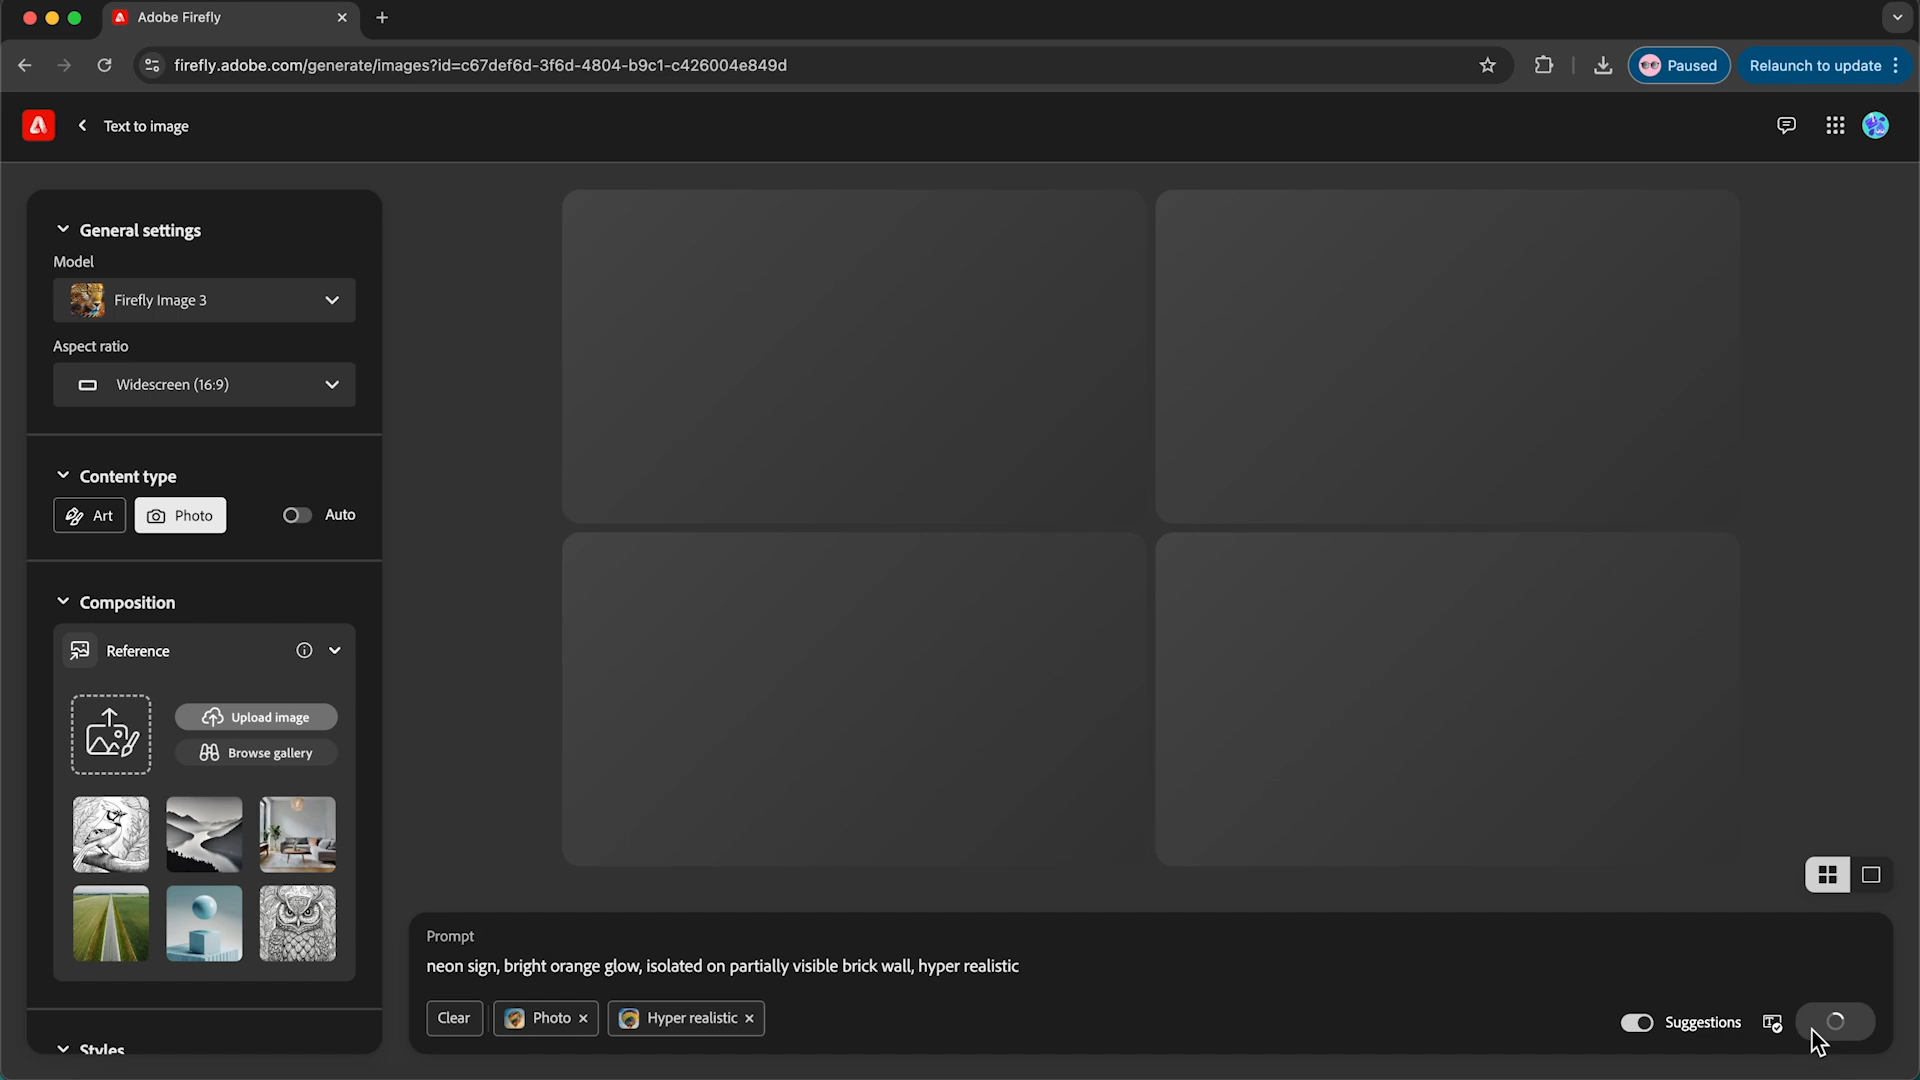 Adobe Firefly
firefly.adobe.com/generate/images?id=c67def6d-3f6d-4804-b9c1-c426004e849d
Paused
Relaunch to update
Text to image
General settings
Model
Firefly Image 3
Aspect ratio
Widescreen (16:9)
Content type
Art
Photo
Auto
Composition
Reference
Upload image
Browse gallery
Styles
Prompt
neon sign, bright orange glow, isolated on partially visible brick wall, hyper realistic
Clear
Photo
Hyper realistic
Suggestions